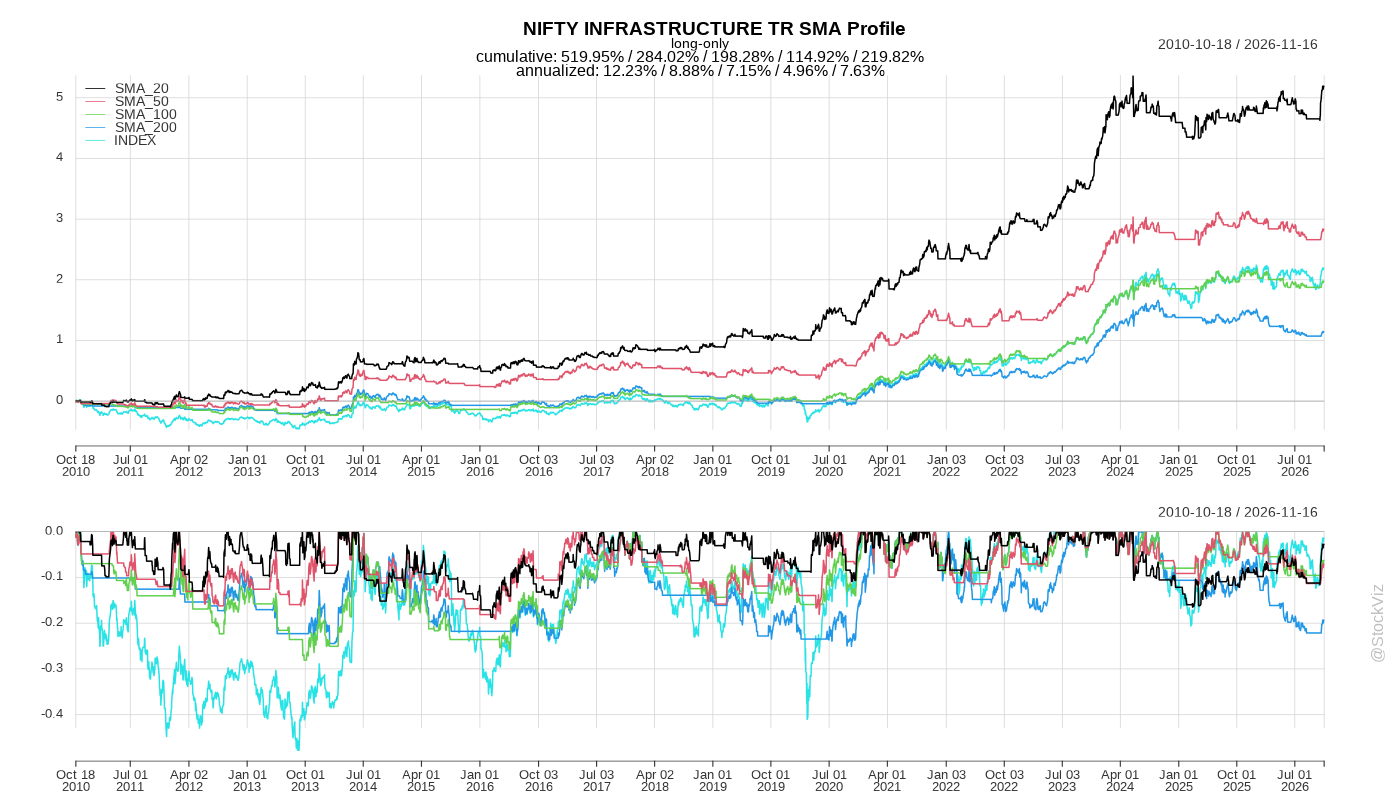 NIFTY INFRASTRUCTURE TR SMA Profile
long-only
2010-10-18 / 2026-11-16
cumulative: 519.95% / 284.02% / 198.28% / 114.92% / 219.82%
annualized: 12.23% / 8.88% / 7.15% / 4.96% / 7.63%
SMA_20
SMA_50
SMA_100
SMA_200
INDEX
5
4
3
2
1
0
Oct 18 Jul 01 Apr 02 Jan 01 Oct 01 Jul 01 Apr 01 Jan 01 Oct 03 Jul 03 Apr 02 Jan 01 Oct 01 Jul 01 Apr 01 Jan 03 Oct 03 Jul 03 Apr 01 Jan 01 Oct 01 Jul 01
2010 2011 2012 2013 2013 2014 2015 2016 2016 2017 2018 2019 2019 2020 2021 2022 2022 2023 2024 2025 2025 2026
2010-10-18 / 2026-11-16
0.0
-0.1
-0.2
-0.3
-0.4
Oct 18 Jul 01 Apr 02 Jan 01 Oct 01 Jul 01 Apr 01 Jan 01 Oct 03 Jul 03 Apr 02 Jan 01 Oct 01 Jul 01 Apr 01 Jan 03 Oct 03 Jul 03 Apr 01 Jan 01 Oct 01 Jul 01
2010 2011 2012 2013 2013 2014 2015 2016 2016 2017 2018 2019 2019 2020 2021 2022 2022 2023 2024 2025 2025 2026
@StockViz